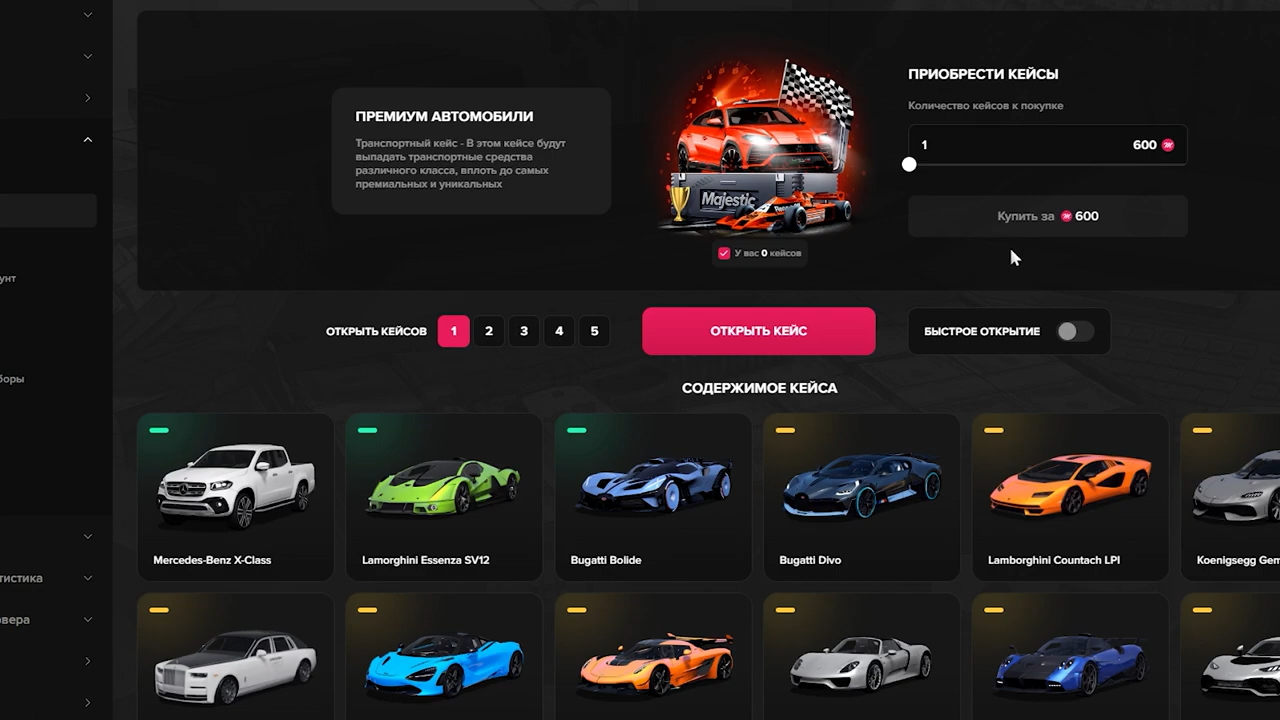 ПРИОБРЕСТИ КЕЙСЫ
Количество кейсов к покупке
1 600
Купить за 600
ПРЕМИУМ АВТОМОБИЛИ
Транспортный кейс - В этом кейсе будут
выпадать транспортные средства
различного класса, вплоть до самых
премиальных и уникальных
Majestic
У вас 0 кейсов
унт
боры
тистика
рвера
ОТКРЫТЬ КЕЙСОВ 1 2 3 4 5
ОТКРЫТЬ КЕЙС
БЫСТРОЕ ОТКРЫТИЕ
СОДЕРЖИМОЕ КЕЙСА
Mercedes-Benz X-Class
Lamorghini Essenza SV12
Bugatti Bolide
Bugatti Divo
Lamborghini Countach LPI
Koenigsegg Gem